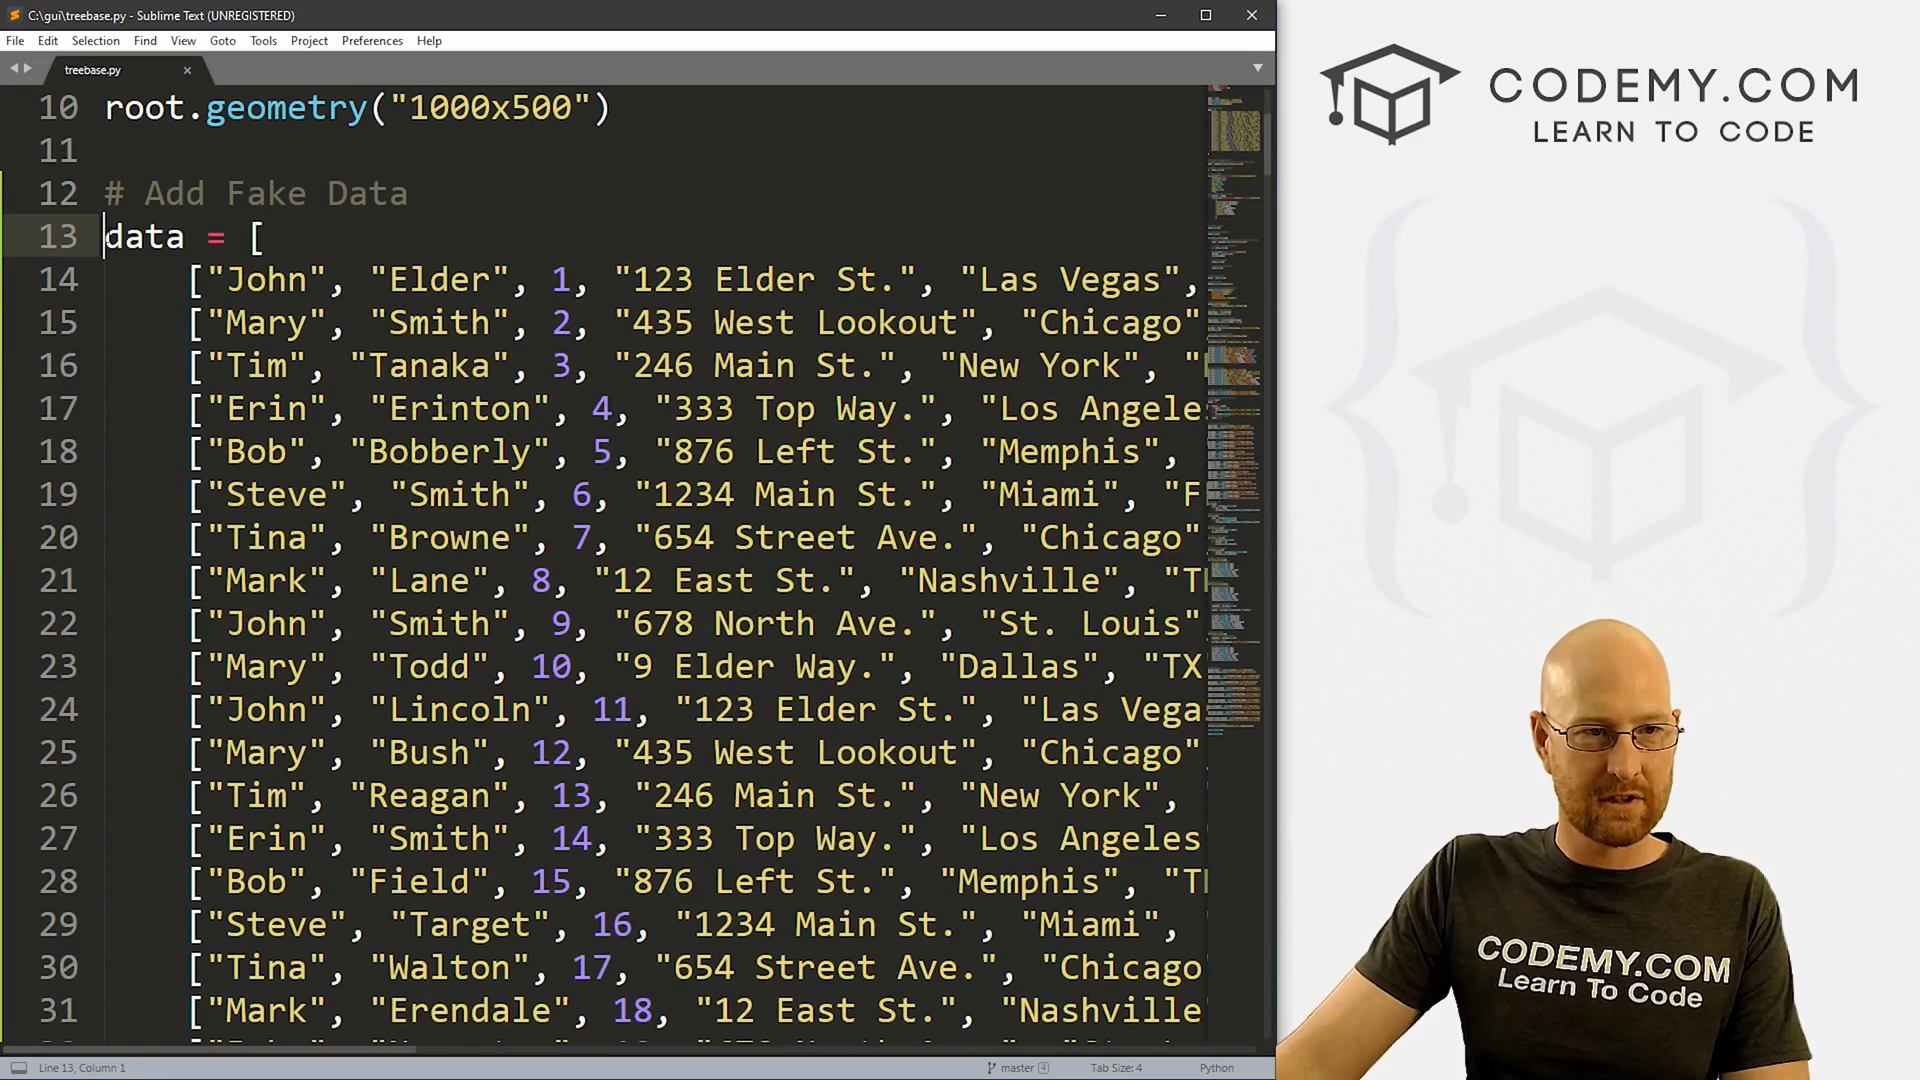 C:\gui\treebase.py - Sublime Text (UNREGISTERED)
File Edit Selection Find View Goto Tools Project Preferences Help
treebase.py
10 root.geometry("1000x500")
11
12 # Add Fake Data
13 data = [
14 ["John", "Elder", 1, "123 Elder St.", "Las Vegas",
15 ["Mary", "Smith", 2, "435 West Lookout", "Chicago"
16 ["Tim", "Tanaka", 3, "246 Main St.", "New York", "
17 ["Erin", "Erinton", 4, "333 Top Way.", "Los Angele
18 ["Bob", "Bobberly", 5, "876 Left St.", "Memphis",
19 ["Steve", "Smith", 6, "1234 Main St.", "Miami", "F
20 ["Tina", "Browne", 7, "654 Street Ave.", "Chicago"
21 ["Mark", "Lane", 8, "12 East St.", "Nashville", "T
22 ["John", "Smith", 9, "678 North Ave.", "St. Louis"
23 ["Mary", "Todd", 10, "9 Elder Way.", "Dallas", "TX
24 ["John", "Lincoln", 11, "123 Elder St.", "Las Vega
25 ["Mary", "Bush", 12, "435 West Lookout", "Chicago"
26 ["Tim", "Reagan", 13, "246 Main St.", "New York",
27 ["Erin", "Smith", 14, "333 Top Way.", "Los Angeles
28 ["Bob", "Field", 15, "876 Left St.", "Memphis", "T
29 ["Steve", "Target", 16, "1234 Main St.", "Miami",
30 ["Tina", "Walton", 17, "654 Street Ave.", "Chicago
31 ["Mark", "Erendale", 18, "12 East St.", "Nashville
Line 13, Column 1
master 4
Tab Size: 4
Python
CODEMY.COM
LEARN TO CODE
CODEMY.COM
Learn To Code